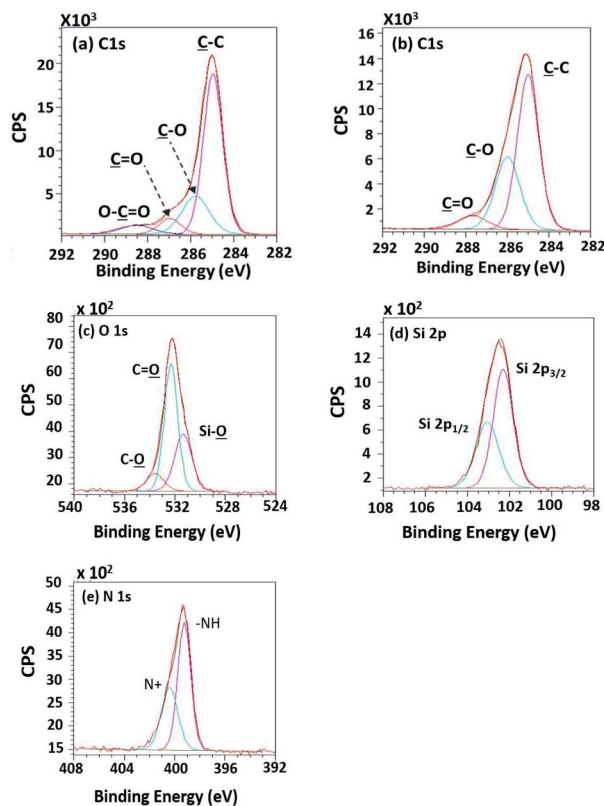 X10³
(a) C1s
C-C
C-O
C=O
O-C=O
CPS
20
15
10
5
292 290 288 286 284 282
Binding Energy (eV)
X10³
(b) C1s
C-C
C-O
C=O
CPS
16
14
12
10
8
6
4
2
292 290 288 286 284 282
Binding Energy (eV)
x 10²
(c) O 1s
C=O
Si-O
C-O
CPS
80
70
60
50
40
30
20
540 536 532 528 524
Binding Energy (eV)
x 10²
(d) Si 2p
Si 2p3/2
Si 2p1/2
CPS
14
12
10
8
6
4
2
108 106 104 102 100 98
Binding Energy (eV)
x 10²
(e) N 1s
-NH
N+
CPS
50
45
40
35
30
25
20
15
408 404 400 396 392
Binding Energy (eV)